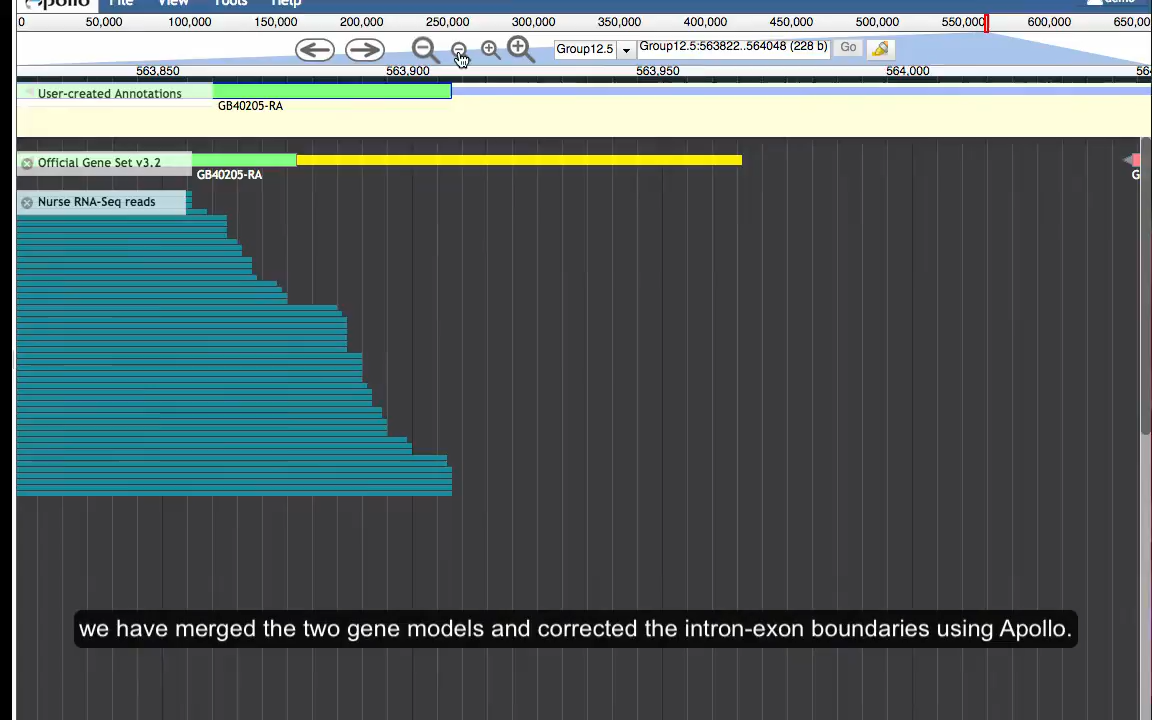 Apollo File View Tools Help demo
0 50,000 100,000 150,000 200,000 250,000 300,000 350,000 400,000 450,000 500,000 550,000 600,000 650,00
Group12.5 Group12.5:563822..564048 (228 b) Go
563,850 563,900 563,950 564,000 564
User-created Annotations
GB40205-RA
Official Gene Set v3.2
GB40205-RA G
Nurse RNA-Seq reads
we have merged the two gene models and corrected the intron-exon boundaries using Apollo.